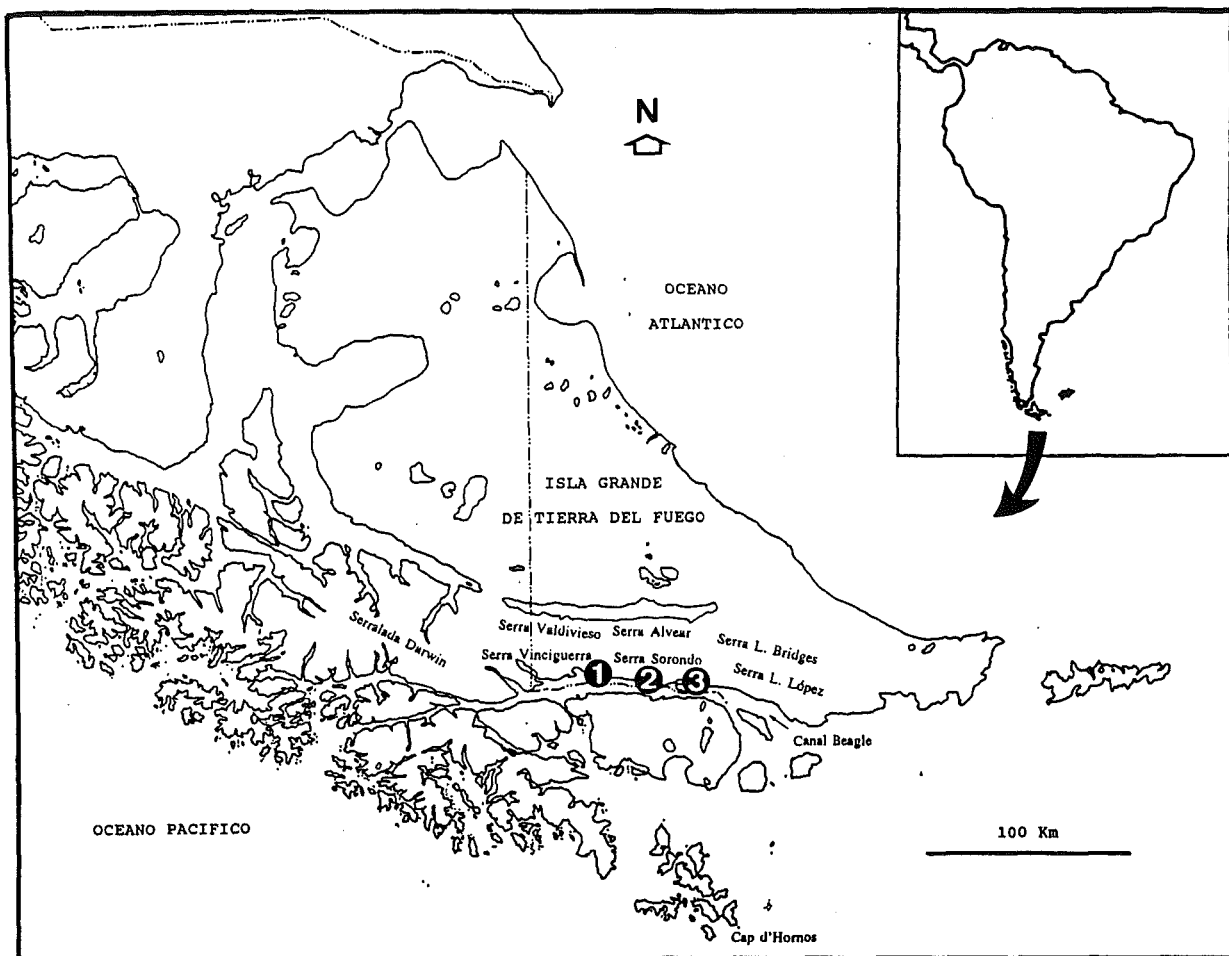 N
OCEANO
ATLANTICO
ISLA GRANDE
DE TIERRA DEL FUEGO
Serralada Darwin
Serra Valdivieso
Serra Alvear
Serra L. Bridges
Serra Vinciguerra
Serra Sorondo
Serra L. López
1
2
3
Canal Beagle
OCEANO PACIFICO
100 Km
Cap d'Hornos